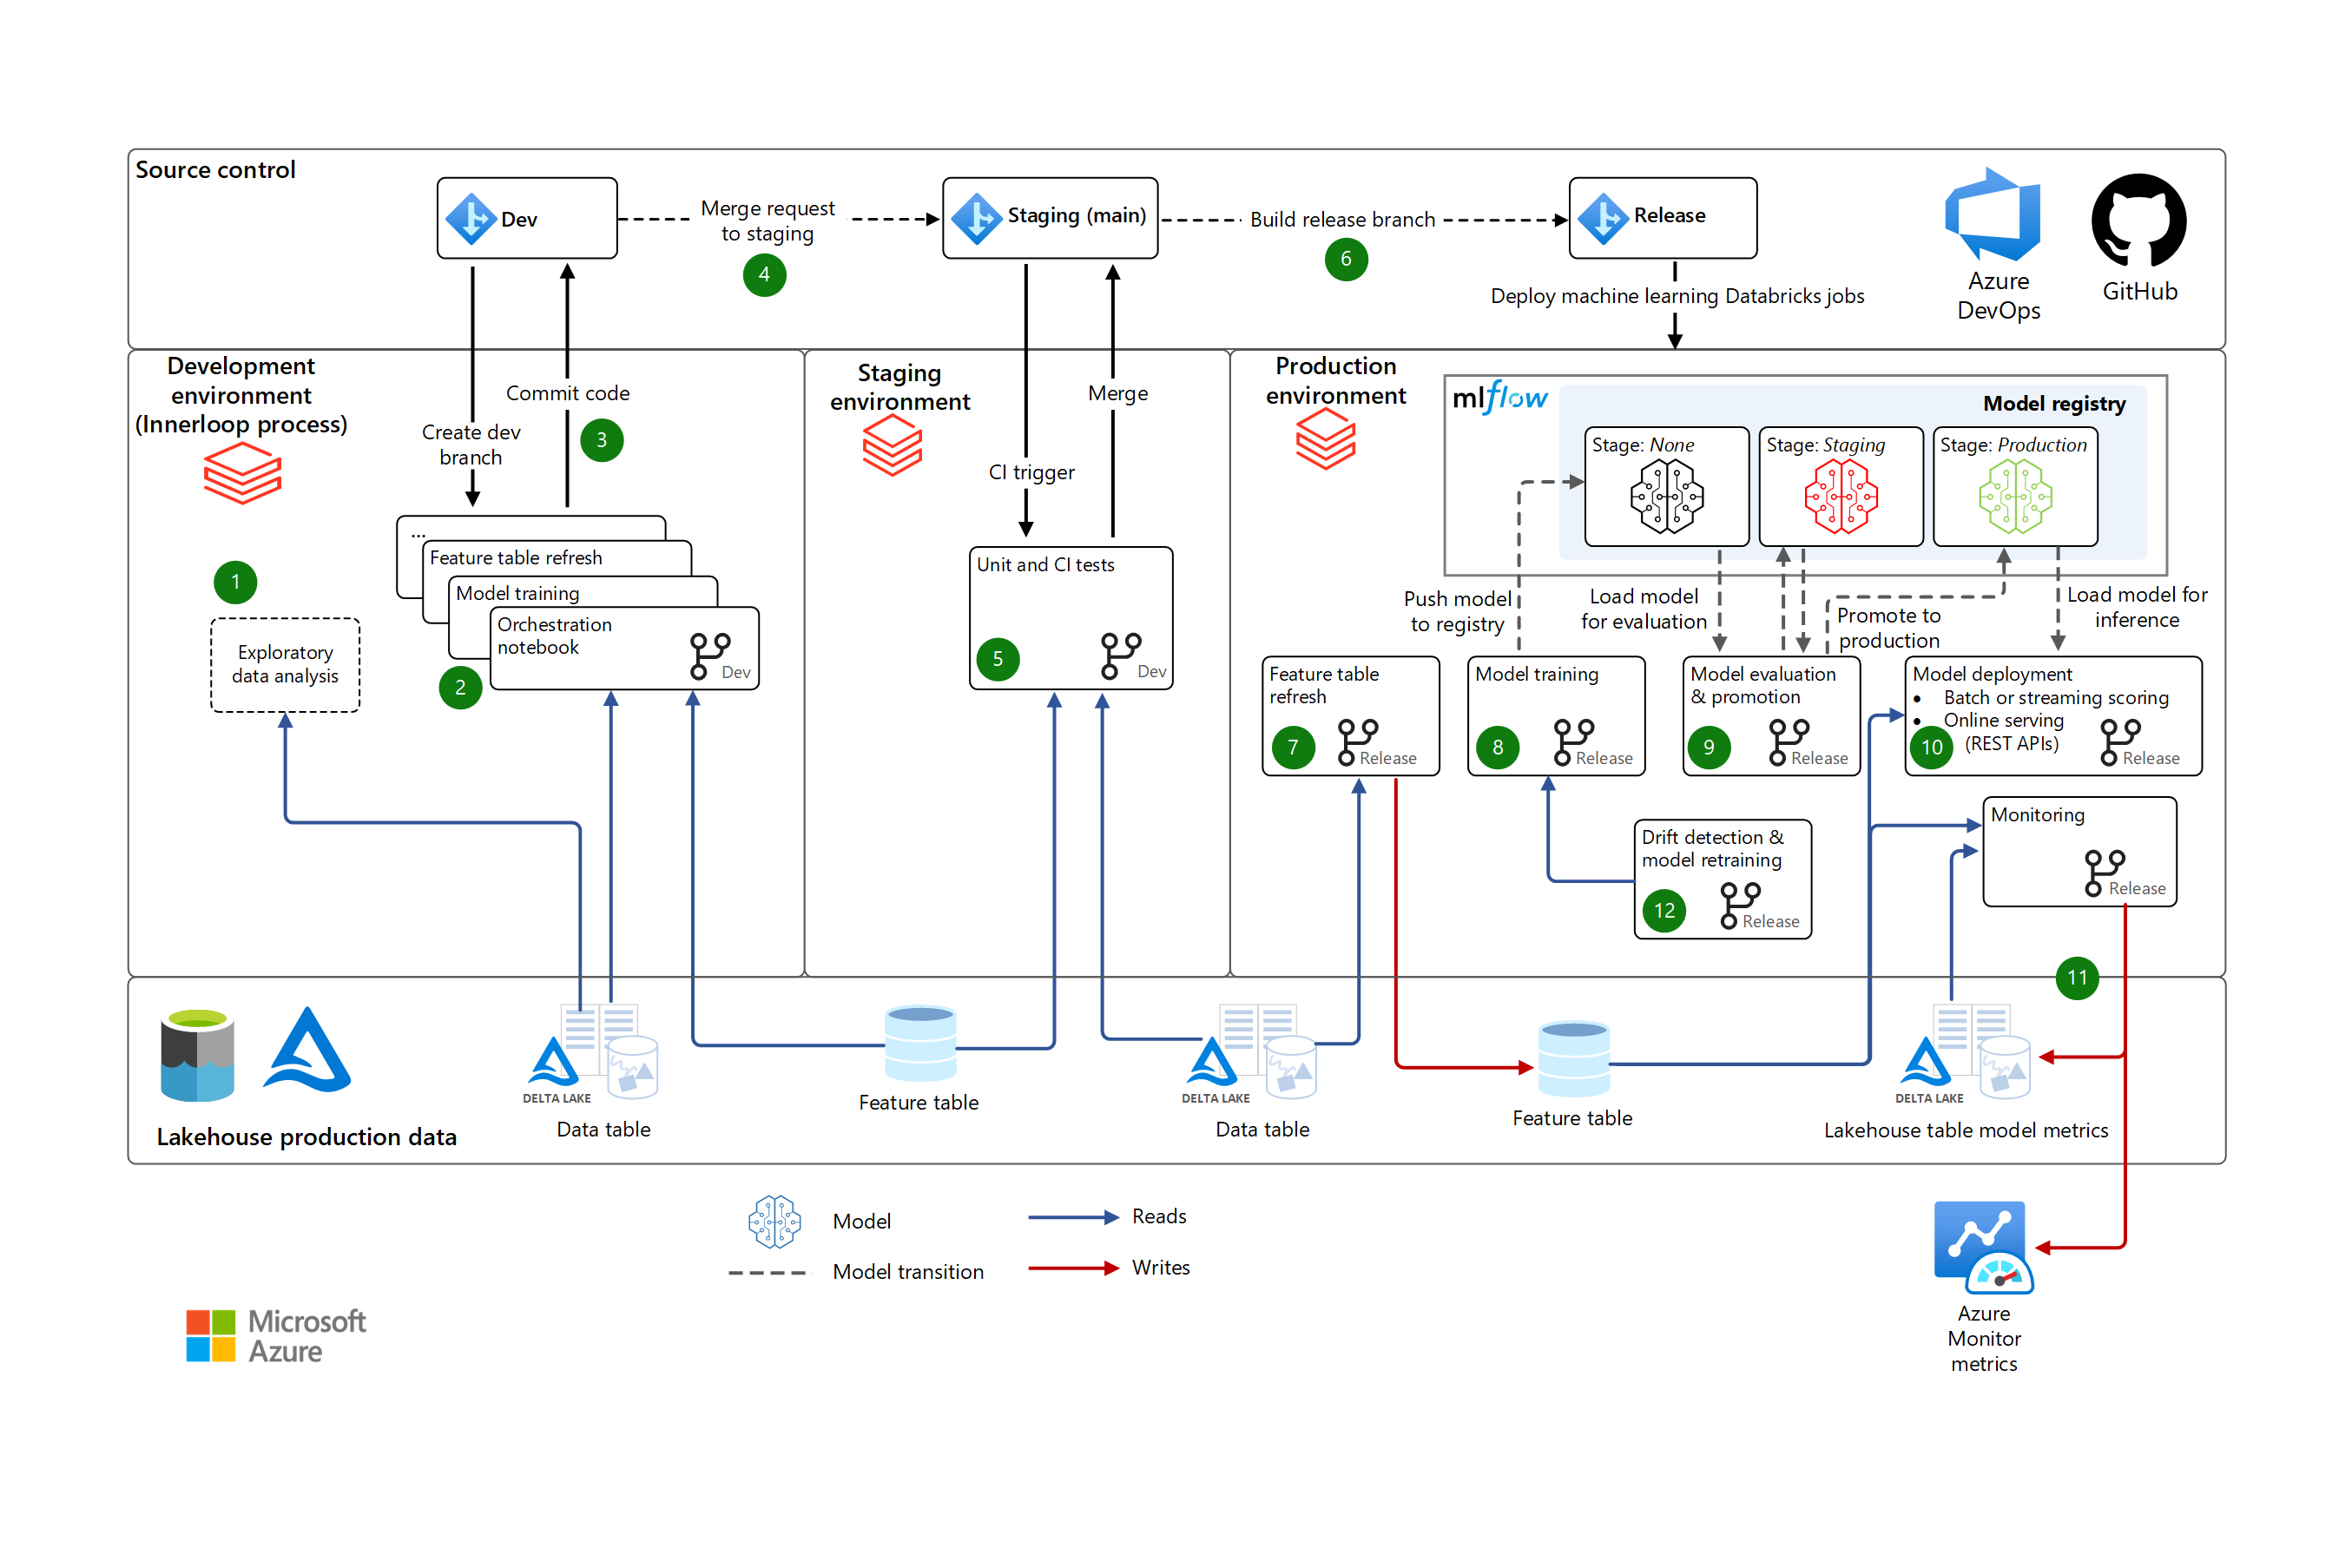 Source control
Dev
Merge request
to staging
4
Staging (main)
Build release branch
6
Release
Deploy machine learning Databricks jobs
Azure
DevOps
GitHub
Development
environment
(Innerloop process)
Commit code
3
Create dev
branch
1
Exploratory
data analysis
...
Feature table refresh
Model training
Orchestration
notebook
Dev
2
Staging
environment
Merge
CI trigger
Unit and CI tests
5
Dev
Production
environment
mlflow
Model registry
Stage: None
Stage: Staging
Stage: Production
Push model
to registry
Load model
for evaluation
Promote to
production
Load model for
inference
Feature table
refresh
7
Release
Model training
8
Release
Model evaluation
& promotion
9
Release
Model deployment
• Batch or streaming scoring
• Online serving
(REST APIs)
10
Release
Drift detection &
model retraining
12
Release
Monitoring
Release
11
Lakehouse production data
DELTA LAKE
Data table
Feature table
DELTA LAKE
Data table
Feature table
DELTA LAKE
Lakehouse table model metrics
Model
Reads
Model transition
Writes
Azure
Monitor
metrics
Microsoft
Azure